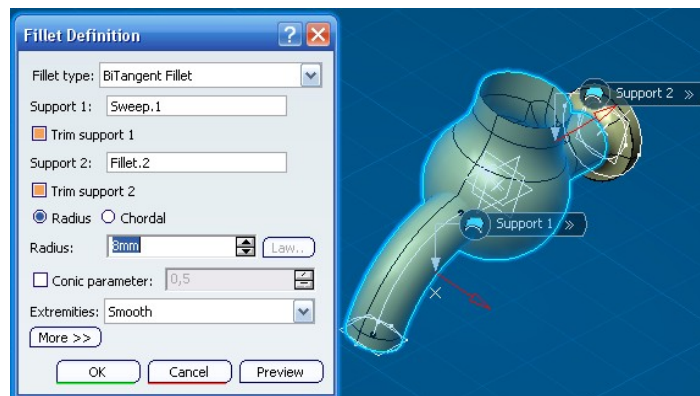 Fillet Definition
Fillet type: BiTangent Fillet
Support 1: Sweep.1
Trim support 1
Support 2: Fillet.2
Trim support 2
Radius Chordal
Radius: 8mm Law..
Conic parameter: 0,5
Extremities: Smooth
More >>
OK Cancel Preview
Support 2 »
Support 1 »